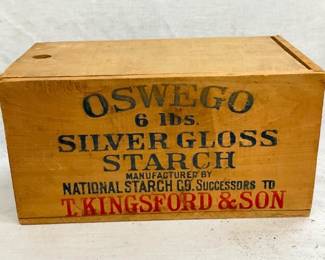 OSWEGO
6 lbs.
SILVER GLOSS
STARCH
MANUFACTURED BY
NATIONAL STARCH CO. SUCCESSORS TO
T. KINGSFORD & SON